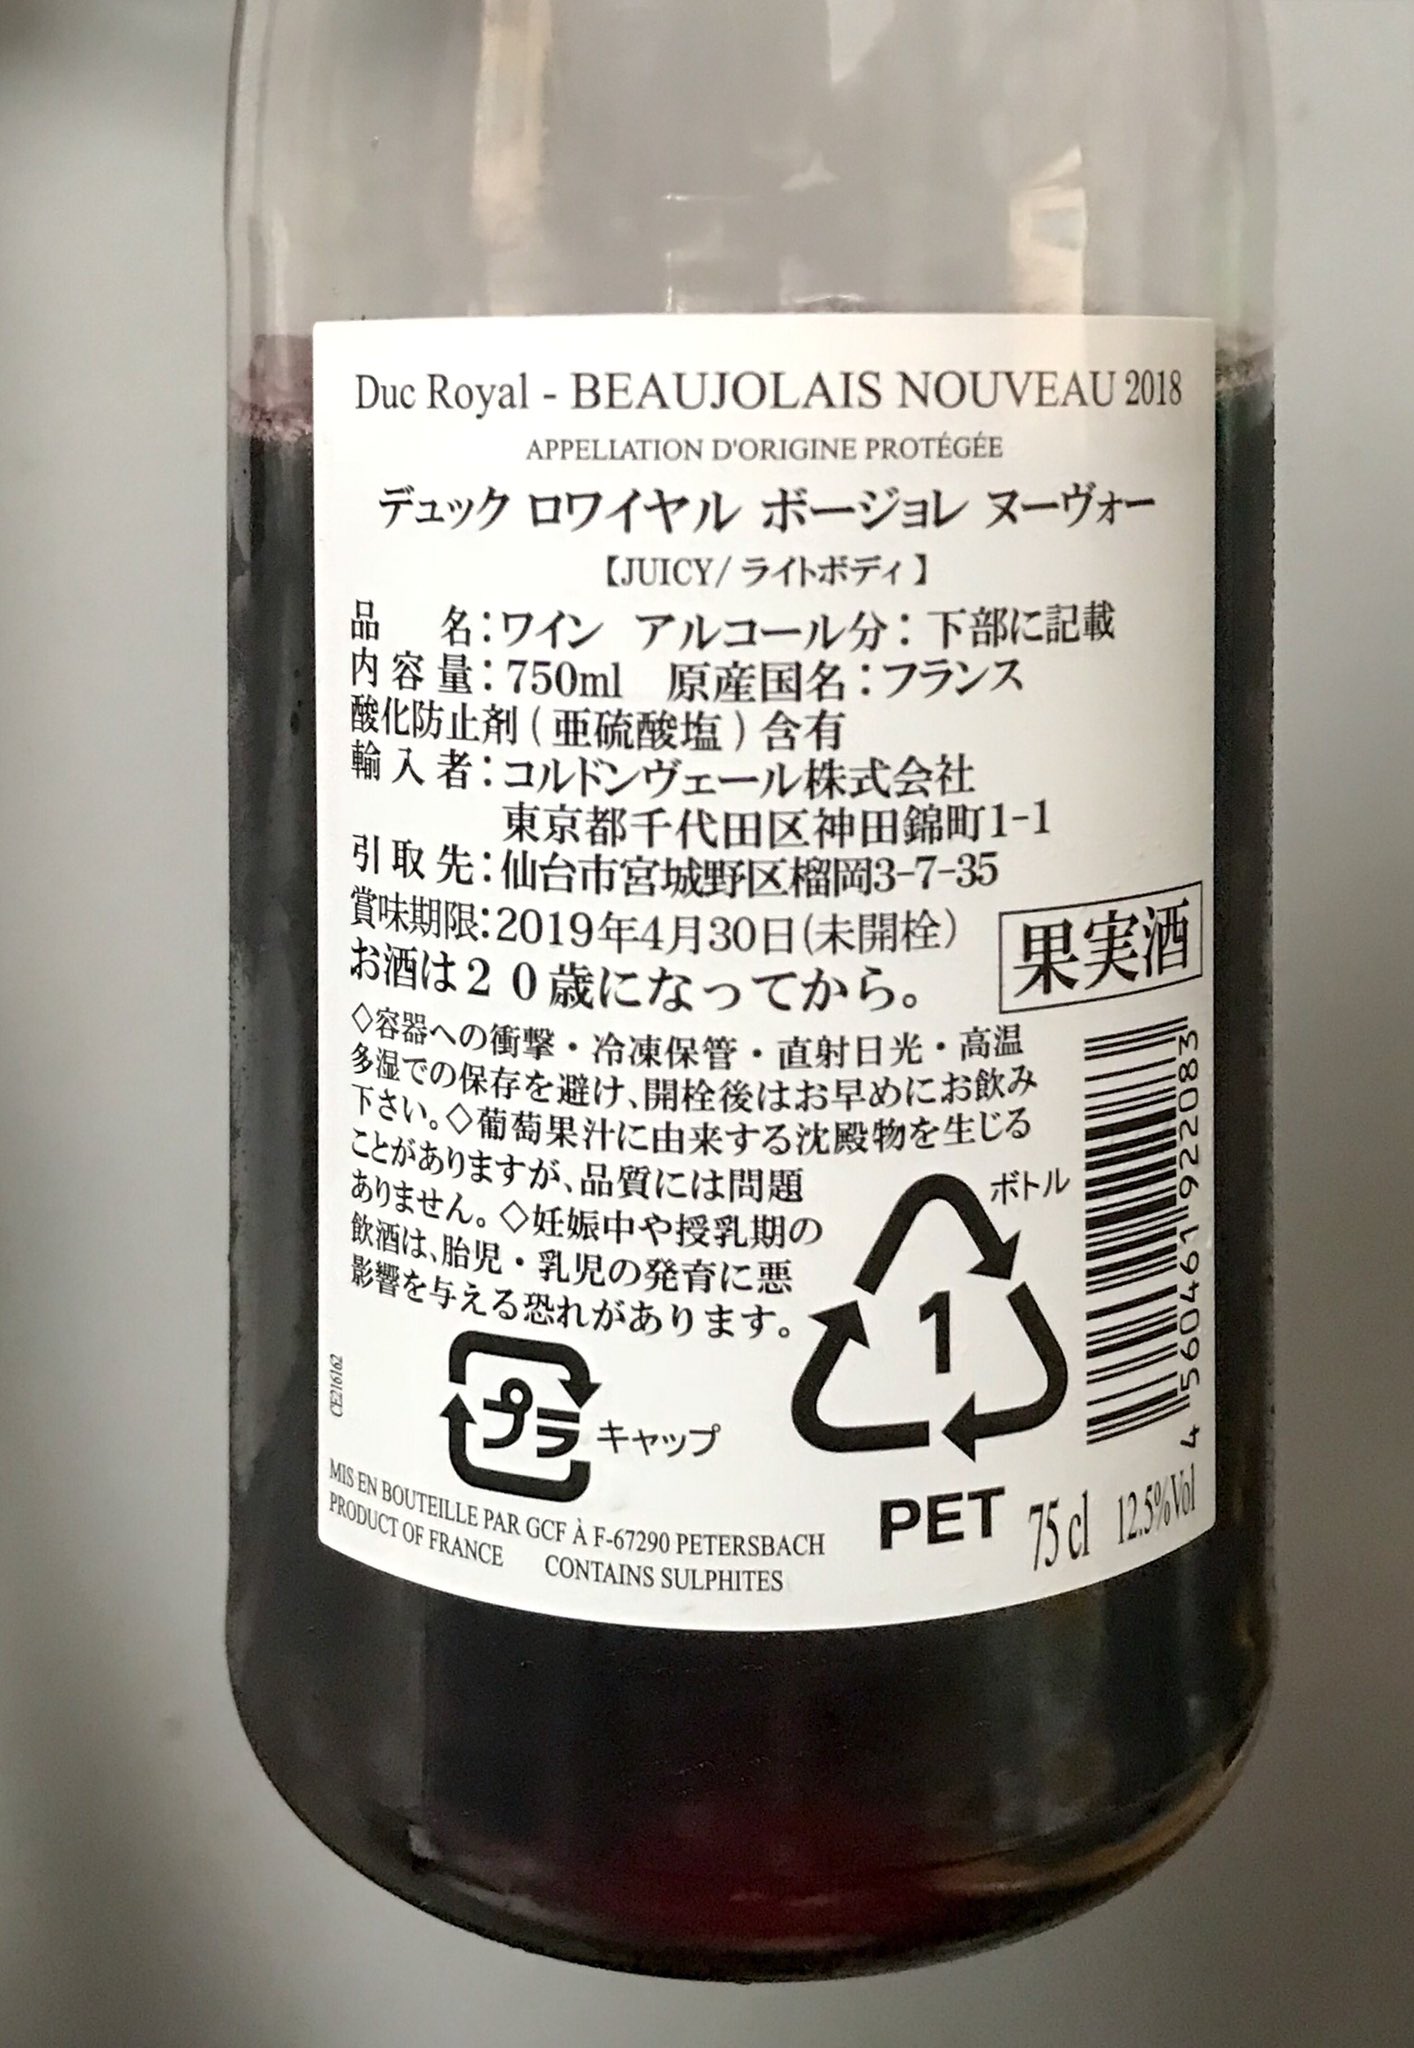 Duc Royal - BEAUJOLAIS NOUVEAU 2018
APPELLATION D'ORIGINE PROTÉGÉE
デュック ロワイヤル ボージョレ ヌーヴォー
【JUICY/ ライトボディ】
品 名：ワイン アルコール分：下部に記載
内容量：750ml 原産国名：フランス
酸化防止剤(亜硫酸塩)含有
輸入者：コルドンヴェール株式会社
東京都千代田区神田錦町1-1
引取先：仙台市宮城野区榴岡3-7-35
賞味期限：2019年4月30日(未開栓)
お酒は20歳になってから。
果実酒
◇容器への衝撃・冷凍保管・直射日光・高温
多湿での保存を避け、開栓後はお早めにお飲み
下さい。◇葡萄果汁に由来する沈殿物を生じる
ことがありますが、品質には問題
ありません。◇妊娠中や授乳期の
飲酒は、胎児・乳児の発育に悪
影響を与える恐れがあります。
4560461922083
ボトル
1
PET
プラ
キャップ
CE216162
MIS EN BOUTEILLE PAR GCF À F-67290 PETERSBACH
PRODUCT OF FRANCE CONTAINS SULPHITES
75 cl 12.5%Vol